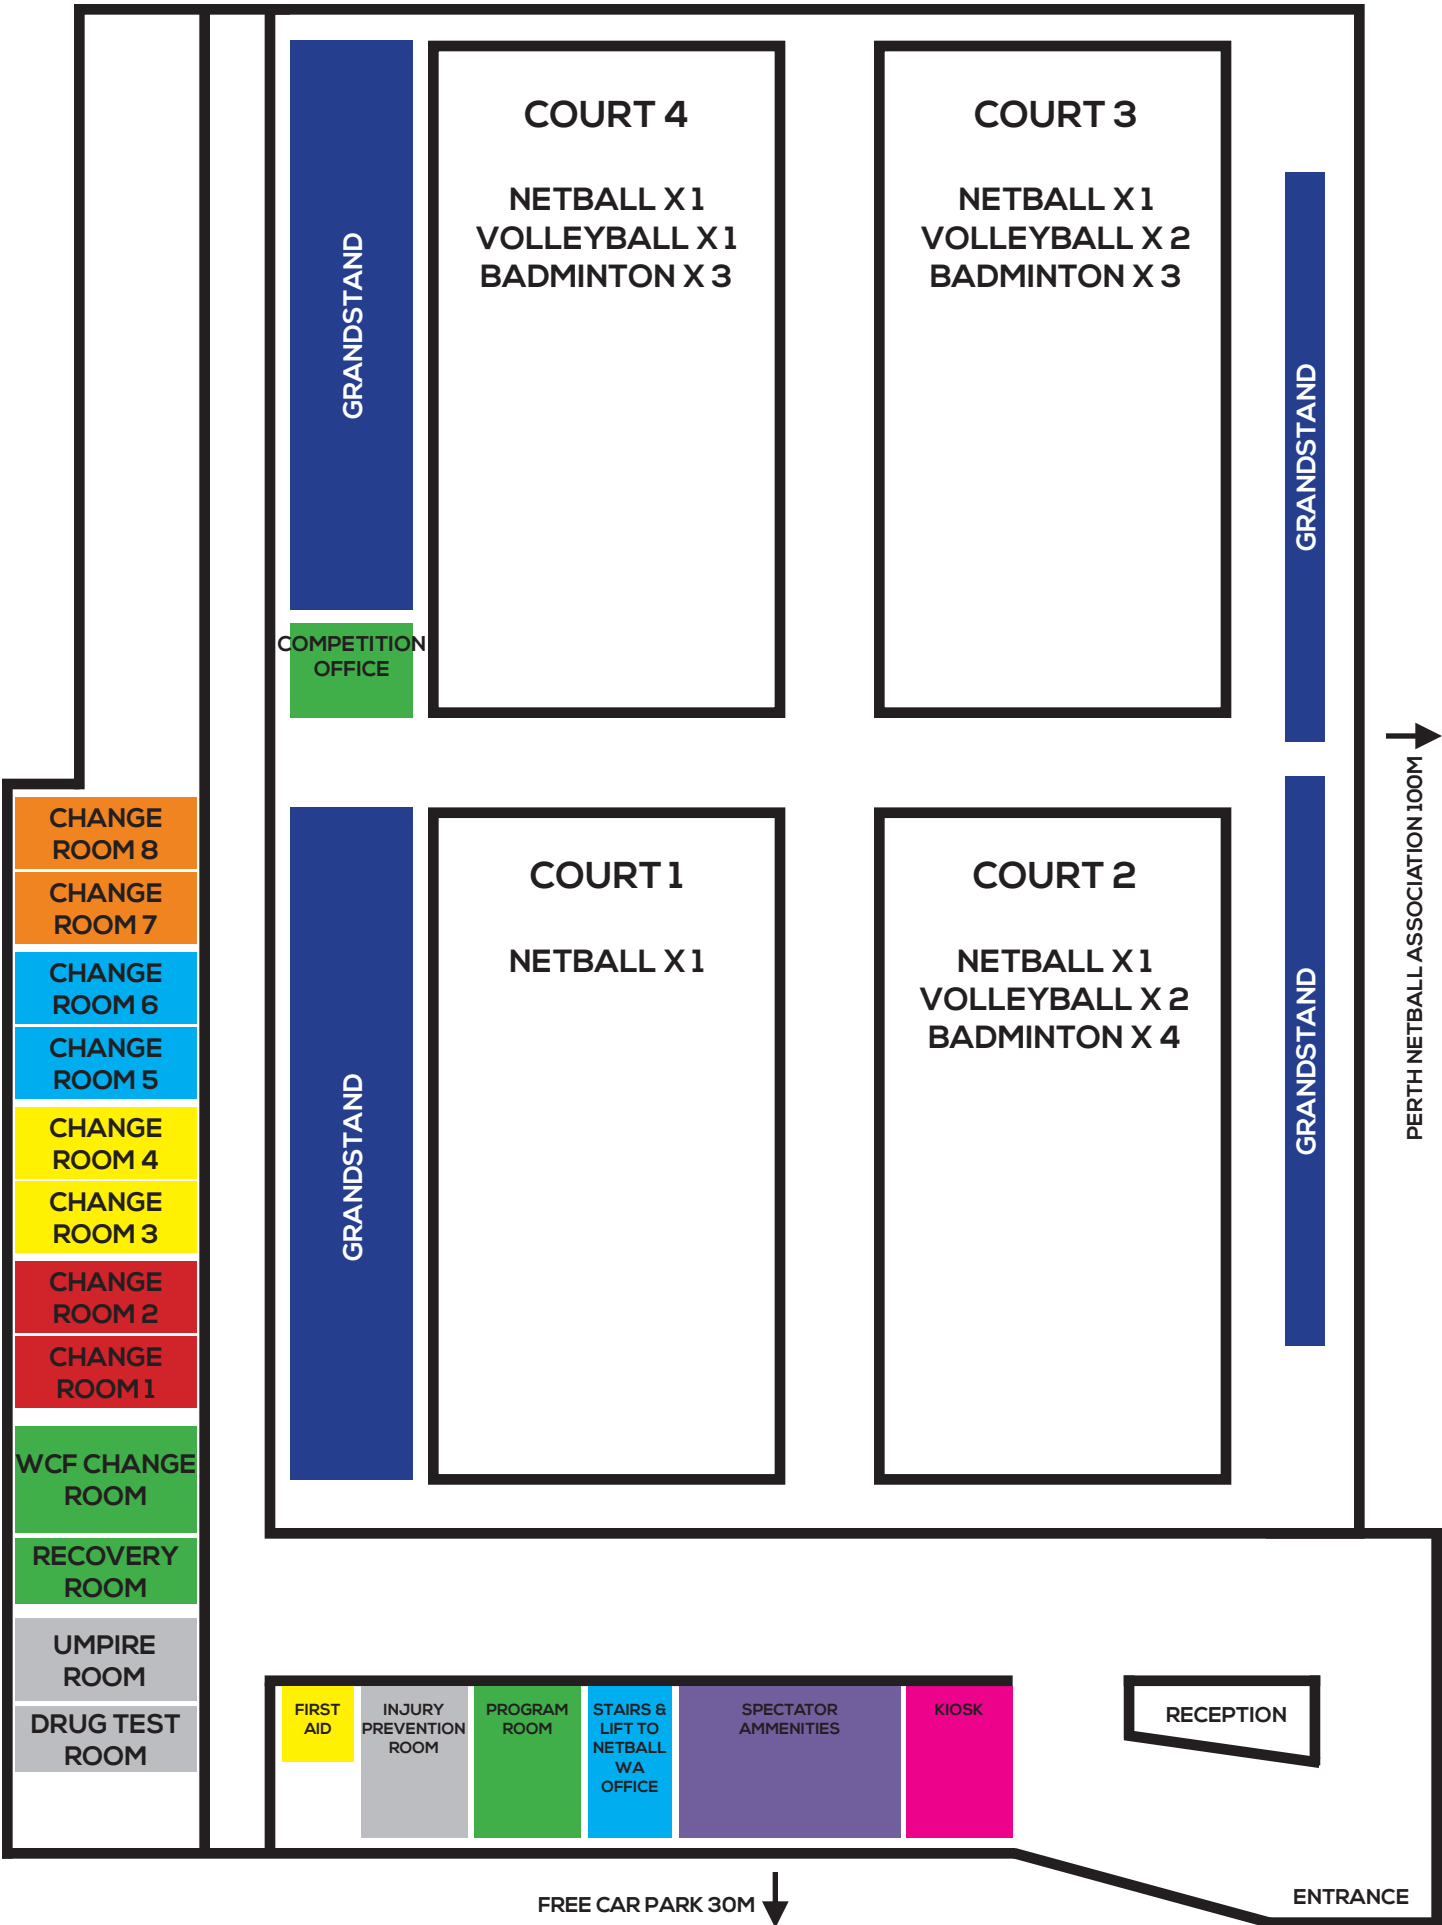 COURT 4
NETBALL X 1
VOLLEYBALL X 1
BADMINTON X 3
COURT 3
NETBALL X 1
VOLLEYBALL X 2
BADMINTON X 3
GRANDSTAND
GRANDSTAND
COMPETITION
OFFICE
PERTH NETBALL ASSOCIATION 100M
CHANGE
ROOM 8
CHANGE
ROOM 7
CHANGE
ROOM 6
CHANGE
ROOM 5
CHANGE
ROOM 4
CHANGE
ROOM 3
CHANGE
ROOM 2
CHANGE
ROOM 1
WCF CHANGE
ROOM
RECOVERY
ROOM
UMPIRE
ROOM
DRUG TEST
ROOM
GRANDSTAND
COURT 1
NETBALL X 1
COURT 2
NETBALL X 1
VOLLEYBALL X 2
BADMINTON X 4
GRANDSTAND
FIRST
AID
INJURY
PREVENTION
ROOM
PROGRAM
ROOM
STAIRS &
LIFT TO
NETBALL
WA
OFFICE
SPECTATOR
AMMENITIES
KIOSK
RECEPTION
ENTRANCE
FREE CAR PARK 30M